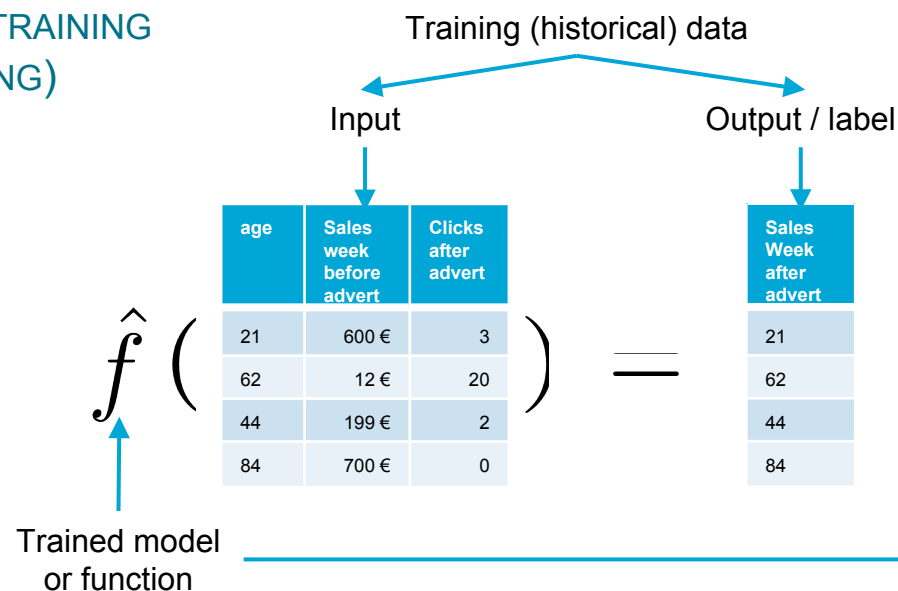 TRAINING
NG)
Training (historical) data
Input
Output / label
age Sales week before advert Clicks after advert
21 600 € 3
62 12 € 20
44 199 € 2
84 700 € 0
f̂ ( ) =
Sales Week after advert
21
62
44
84
Trained model
or function